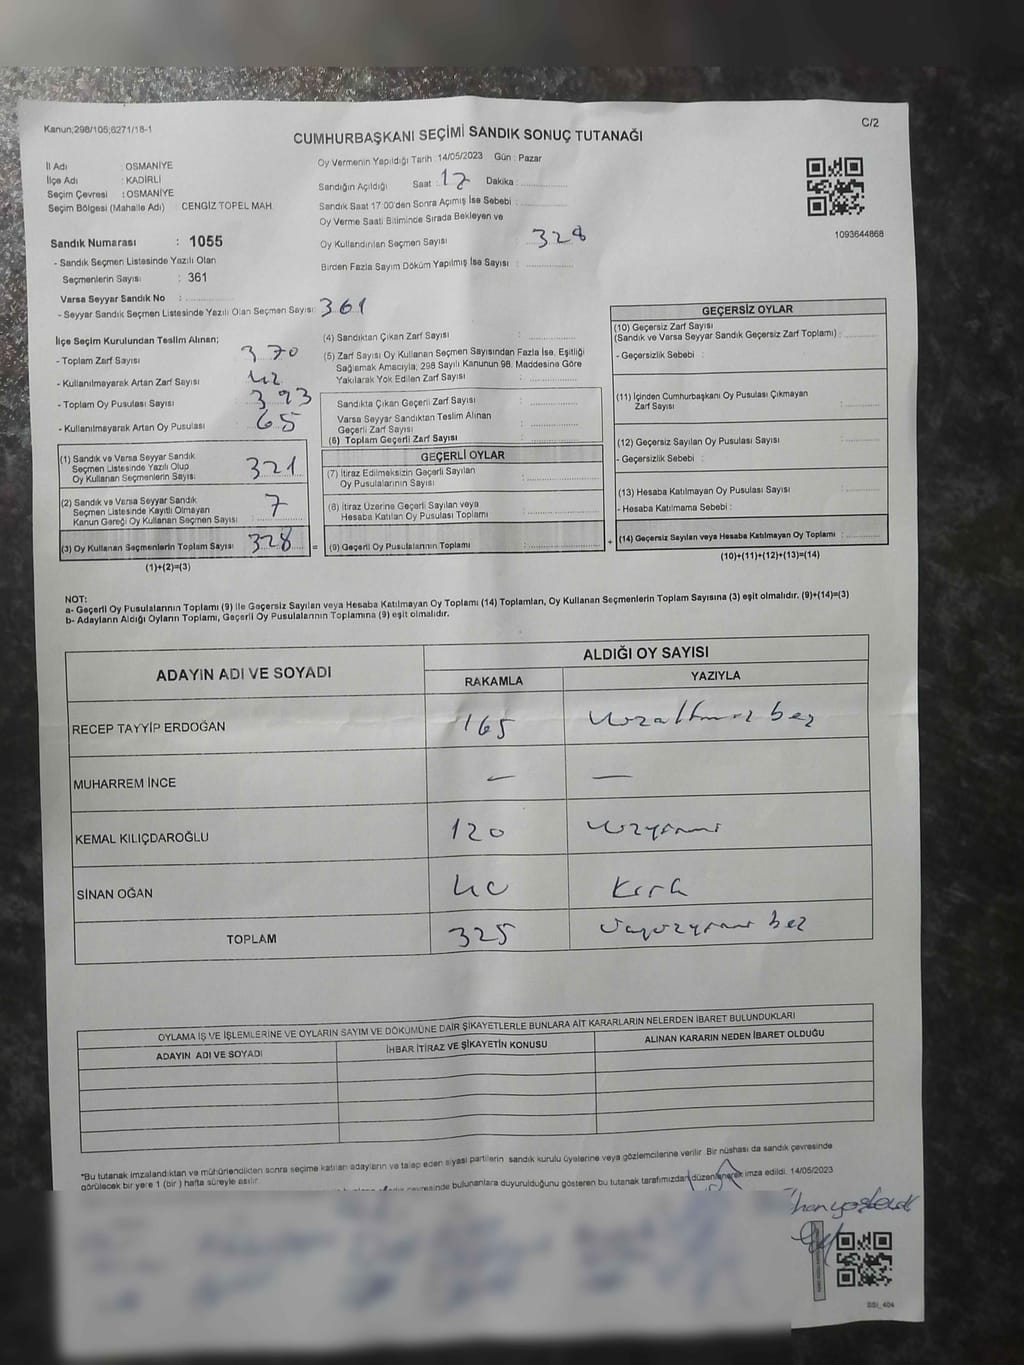 Kanun;298/105;6271/18-1
C/2
CUMHURBAŞKANI SEÇİMİ SANDIK SONUÇ TUTANAĞI
İl Adı : OSMANİYE
İlçe Adı : KADİRLİ
Seçim Çevresi : OSMANİYE
Seçim Bölgesi (Mahalle Adı) : CENGİZ TOPEL MAH.
Oy Vermenin Yapıldığı Tarih : 14/05/2023 Gün : Pazar
Sandığın Açıldığı Saat : 17 Dakika :
Sandık Saat 17:00'den Sonra Açımış İse Sebebi :
Oy Verme Saati Bitiminde Sırada Bekleyen ve
Oy Kullandırılan Seçmen Sayısı : 328
Birden Fazla Sayım Döküm Yapılmış İse Sayısı :
1093644868
Sandık Numarası : 1055
- Sandık Seçmen Listesinde Yazılı Olan
Seçmenlerin Sayısı : 361
Varsa Seyyar Sandık No :
- Seyyar Sandık Seçmen Listesinde Yazılı Olan Seçmen Sayısı: 361
İlçe Seçim Kurulundan Teslim Alınan;
- Toplam Zarf Sayısı : 370
- Kullanılmayarak Artan Zarf Sayısı : 42
- Toplam Oy Pusulası Sayısı : 393
- Kullanılmayarak Artan Oy Pusulası : 65
(1) Sandık ve Varsa Seyyar Sandık
Seçmen Listesinde Yazılı Olup
Oy Kullanan Seçmenlerin Sayısı : 321
(2) Sandık ve Varsa Seyyar Sandık
Seçmen Listesinde Kayıtlı Olmayan
Kanun Gereği Oy Kullanan Seçmen Sayısı : 7
(3) Oy Kullanan Seçmenlerin Toplam Sayısı : 328
(1)+(2)=(3)
(4) Sandıktan Çıkan Zarf Sayısı :
(5) Zarf Sayısı Oy Kullanan Seçmen Sayısından Fazla İse, Eşitliği
Sağlamak Amacıyla, 298 Sayılı Kanunun 98. Maddesine Göre
Yakılarak Yok Edilen Zarf Sayısı :
Sandıkta Çıkan Geçerli Zarf Sayısı :
Varsa Seyyar Sandıktan Teslim Alınan
Geçerli Zarf Sayısı :
(6) Toplam Geçerli Zarf Sayısı :
GEÇERLİ OYLAR
(7) İtiraz Edilmeksizin Geçerli Sayılan
Oy Pusulalarının Sayısı :
(8) İtiraz Üzerine Geçerli Sayılan veya
Hesaba Katılan Oy Pusulası Toplamı :
= (9) Geçerli Oy Pusulalarının Toplamı :
GEÇERSİZ OYLAR
(10) Geçersiz Zarf Sayısı
(Sandık ve Varsa Seyyar Sandık Geçersiz Zarf Toplamı) :
- Geçersizlik Sebebi :
(11) İçinden Cumhurbaşkanı Oy Pusulası Çıkmayan
Zarf Sayısı :
(12) Geçersiz Sayılan Oy Pusulası Sayısı :
- Geçersizlik Sebebi :
(13) Hesaba Katılmayan Oy Pusulası Sayısı :
- Hesaba Katılmama Sebebi :
+ (14) Geçersiz Sayılan veya Hesaba Katılmayan Oy Toplamı :
(10)+(11)+(12)+(13)=(14)
NOT:
a- Geçerli Oy Pusulalarının Toplamı (9) ile Geçersiz Sayılan veya Hesaba Katılmayan Oy Toplamı (14) Toplamları, Oy Kullanan Seçmenlerin Toplam Sayısına (3) eşit olmalıdır. (9)+(14)=(3)
b- Adayların Aldığı Oyların Toplamı, Geçerli Oy Pusulalarının Toplamına (9) eşit olmalıdır.
ADAYIN ADI VE SOYADI
ALDIĞI OY SAYISI
RAKAMLA YAZIYLA
RECEP TAYYİP ERDOĞAN 165 Yüzaltmış beş
MUHARREM İNCE — —
KEMAL KILIÇDAROĞLU 120 Yüzyirmi
SİNAN OĞAN 40 Kırk
TOPLAM 325 Üçyüzyirmi beş
OYLAMA İŞ VE İŞLEMLERİNE VE OYLARIN SAYIM VE DÖKÜMÜNE DAİR ŞİKAYETLERLE BUNLARA AİT KARARLARIN NELERDEN İBARET BULUNDUKLARI
ADAYIN ADI VE SOYADI İHBAR İTİRAZ VE ŞİKAYETİN KONUSU ALINAN KARARIN NEDEN İBARET OLDUĞU
*Bu tutanak imzalandıktan ve mühürlendikten sonra seçime katılan adayların ve talep eden siyasi partilerin sandık kurulu üyelerine veya gözlemcilerine verilir. Bir nüshası da sandık çevresinde
görülecek bir yere 1 (bir ) hafta süreyle asılır.
çevresinde bulunanlara duyurulduğunu gösteren bu tutanak tarafımızdan düzenlenerek imza edildi. 14/05/2023
SSİ_404